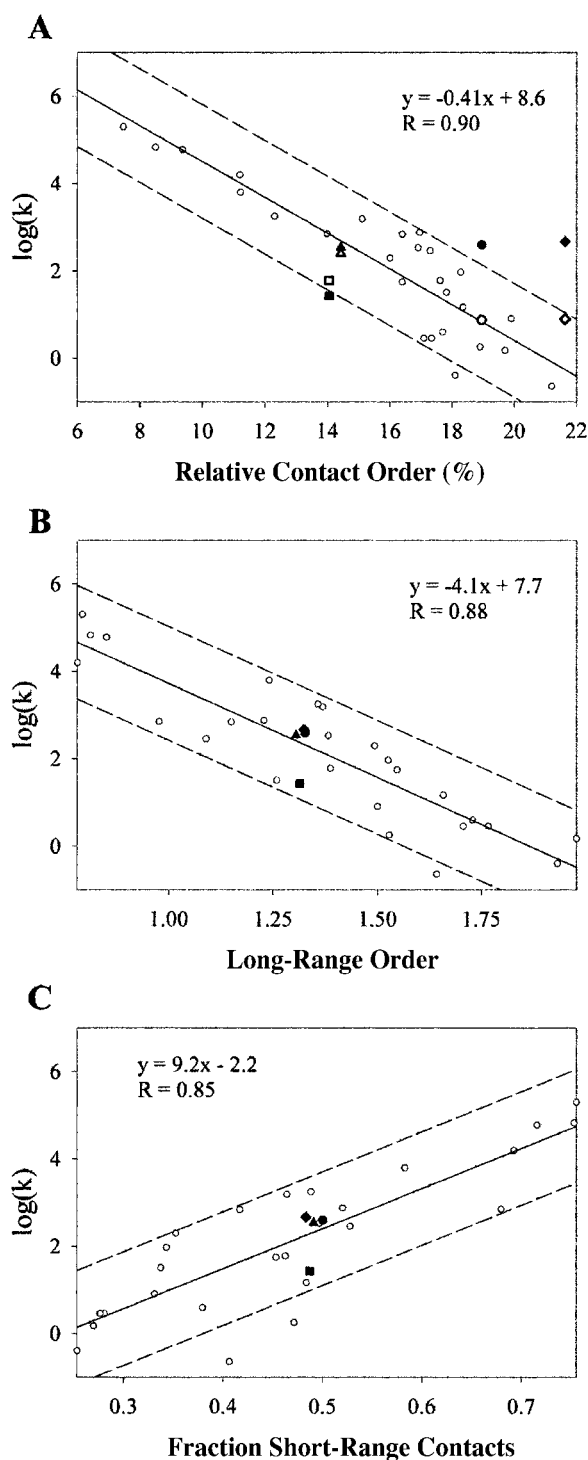 A
y = -0.41x + 8.6
R = 0.90
log(k)
6
4
2
0
6 8 10 12 14 16 18 20 22
Relative Contact Order (%)
B
y = -4.1x + 7.7
R = 0.88
log(k)
6
4
2
0
1.00 1.25 1.50 1.75
Long-Range Order
C
y = 9.2x - 2.2
R = 0.85
log(k)
6
4
2
0
0.3 0.4 0.5 0.6 0.7
Fraction Short-Range Contacts